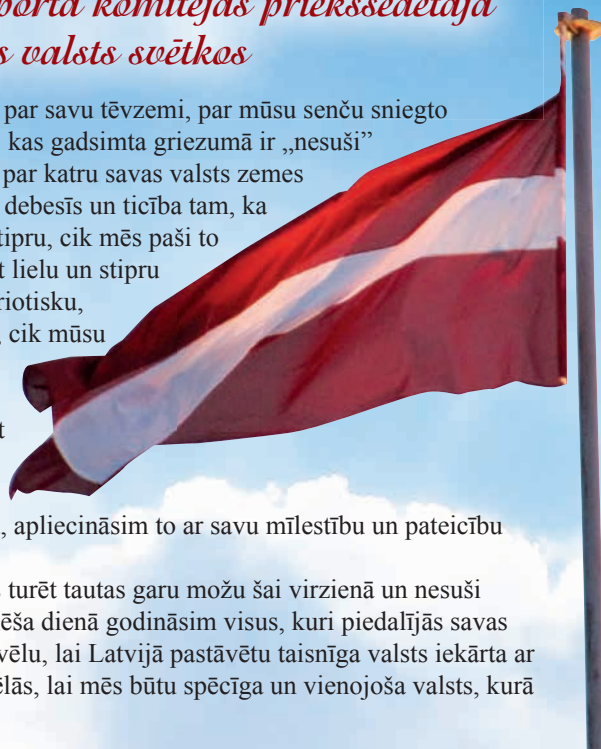 porta komitejas priekšsēdētāja
s valsts svētkos
par savu tēvzemi, par mūsu senču sniegto
kas gadsimta griezumā ir „nesuši”
par katru savas valsts zemes
debesīs un ticība tam, ka
tipru, cik mēs paši to
t lielu un stipru
riotisku,
, cik mūsu
t
, apliecināsim to ar savu mīlestību un pateicību
s turēt tautas garu možu šai virzienā un nesuši
ēša dienā godināsim visus, kuri piedalījās savas
vēlu, lai Latvijā pastāvētu taisnīga valsts iekārta ar
ēlās, lai mēs būtu spēcīga un vienojoša valsts, kurā